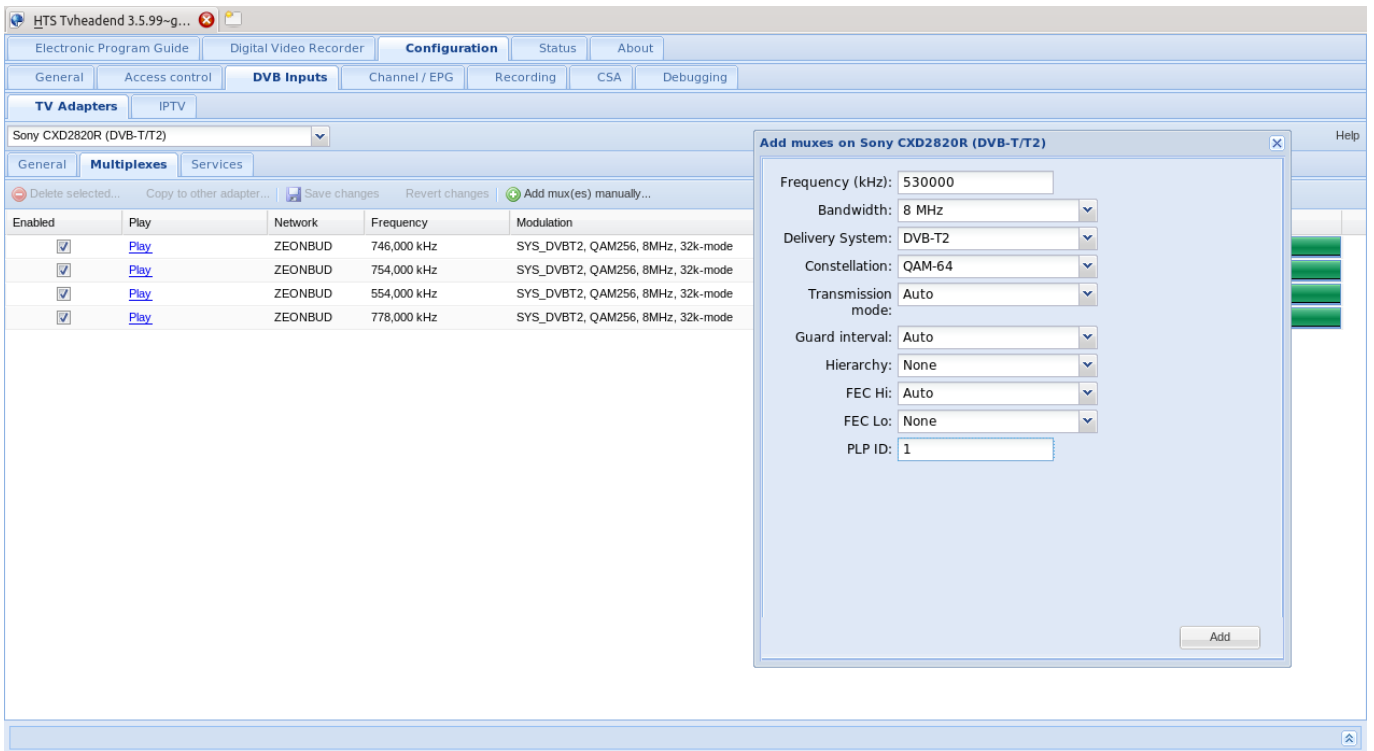 HTS Tvheadend 3.5.99~g...
Electronic Program Guide Digital Video Recorder Configuration Status About
General Access control DVB Inputs Channel / EPG Recording CSA Debugging
TV Adapters IPTV
Sony CXD2820R (DVB-T/T2) Help
General Multiplexes Services
Delete selected... Copy to other adapter... Save changes Revert changes Add mux(es) manually...
Enabled Play Network Frequency Modulation
Play ZEONBUD 746,000 kHz SYS_DVBT2, QAM256, 8MHz, 32k-mode
Play ZEONBUD 754,000 kHz SYS_DVBT2, QAM256, 8MHz, 32k-mode
Play ZEONBUD 554,000 kHz SYS_DVBT2, QAM256, 8MHz, 32k-mode
Play ZEONBUD 778,000 kHz SYS_DVBT2, QAM256, 8MHz, 32k-mode
Add muxes on Sony CXD2820R (DVB-T/T2)
Frequency (kHz): 530000
Bandwidth: 8 MHz
Delivery System: DVB-T2
Constellation: QAM-64
Transmission Auto
mode:
Guard interval: Auto
Hierarchy: None
FEC Hi: Auto
FEC Lo: None
PLP ID: 1
Add